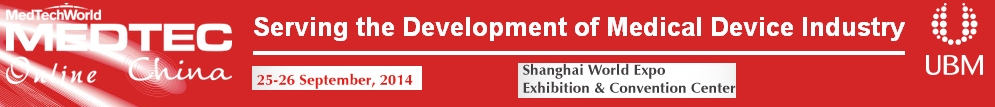 MedTechWorld
MEDTEC
Online China
Serving the Development of Medical Device Industry
25-26 September, 2014
Shanghai World Expo
Exhibition & Convention Center
UBM